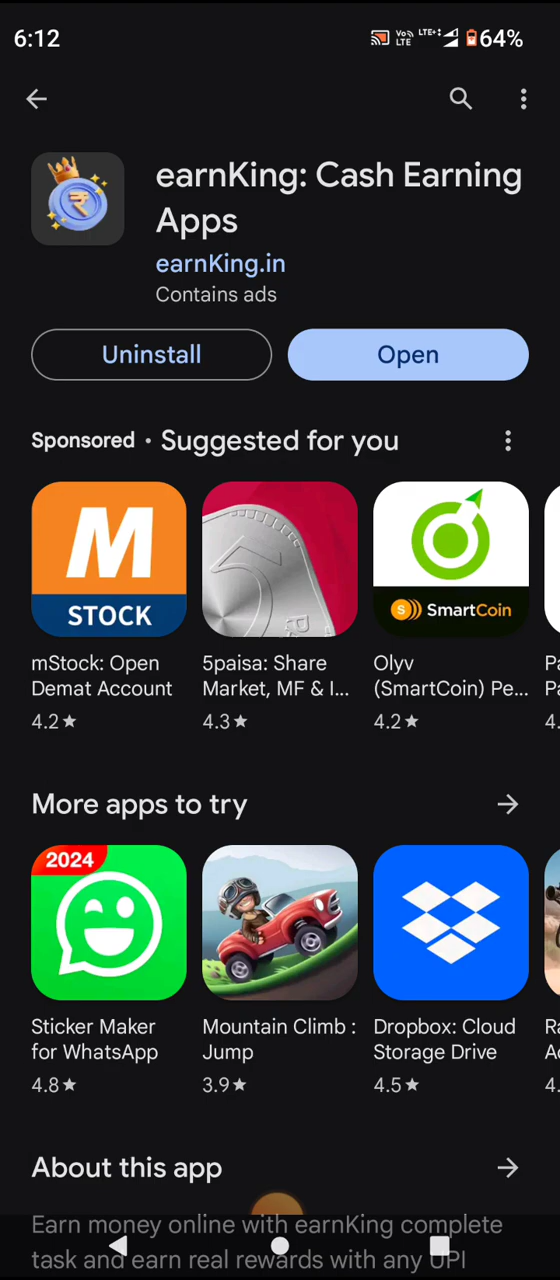 6:12
Vo))
LTE
LTE+
64%
earnKing: Cash Earning
Apps
earnKing.in
Contains ads
Uninstall
Open
Sponsored • Suggested for you
M
STOCK
SmartCoin
mStock: Open
Demat Account
4.2★
5paisa: Share
Market, MF & I...
4.3★
Olyv
(SmartCoin) Pe...
4.2★
4.
More apps to try
2024
Sticker Maker
for WhatsApp
4.8★
Mountain Climb :
Jump
3.9★
Dropbox: Cloud
Storage Drive
4.5★
4.
About this app
Earn money online with earnKing complete
task and earn real rewards with any UPI